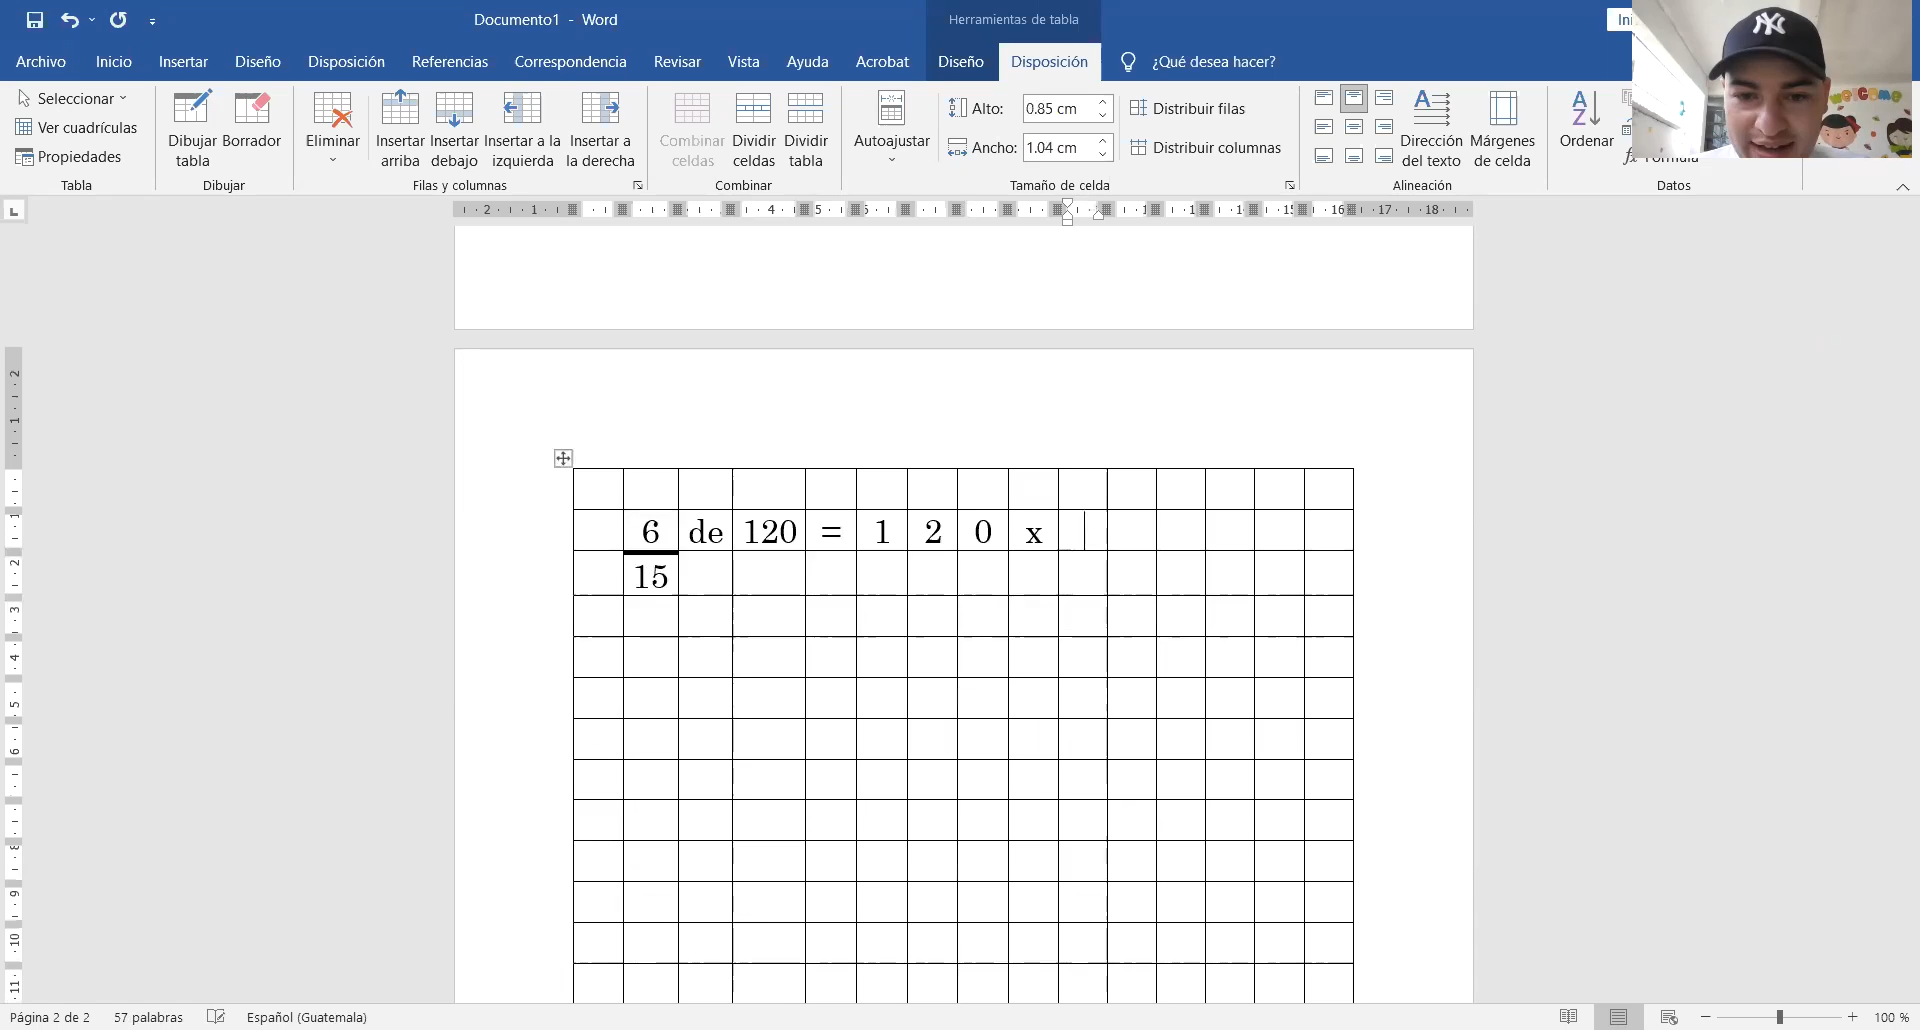 Documento1 - Word
Herramientas de tabla
Archivo Inicio Insertar Diseño Disposición Referencias Correspondencia Revisar Vista Ayuda Acrobat Diseño Disposición ¿Qué desea hacer?
Seleccionar
Ver cuadrículas
Propiedades
Tabla
Dibujar tabla
Borrador
Dibujar
Eliminar
Insertar arriba
Insertar debajo
Insertar a la izquierda
Insertar a la derecha
Filas y columnas
Combinar celdas
Dividir celdas
Dividir tabla
Combinar
Autoajustar
Alto: 0.85 cm
Ancho: 1.04 cm
Distribuir filas
Distribuir columnas
Tamaño de celda
Dirección del texto
Márgenes de celda
Alineación
Ordenar
Fórmula
Datos
NY
WELCOME
6 de 120 = 1 2 0 x
15
Página 2 de 2 57 palabras Español (Guatemala) 100 %